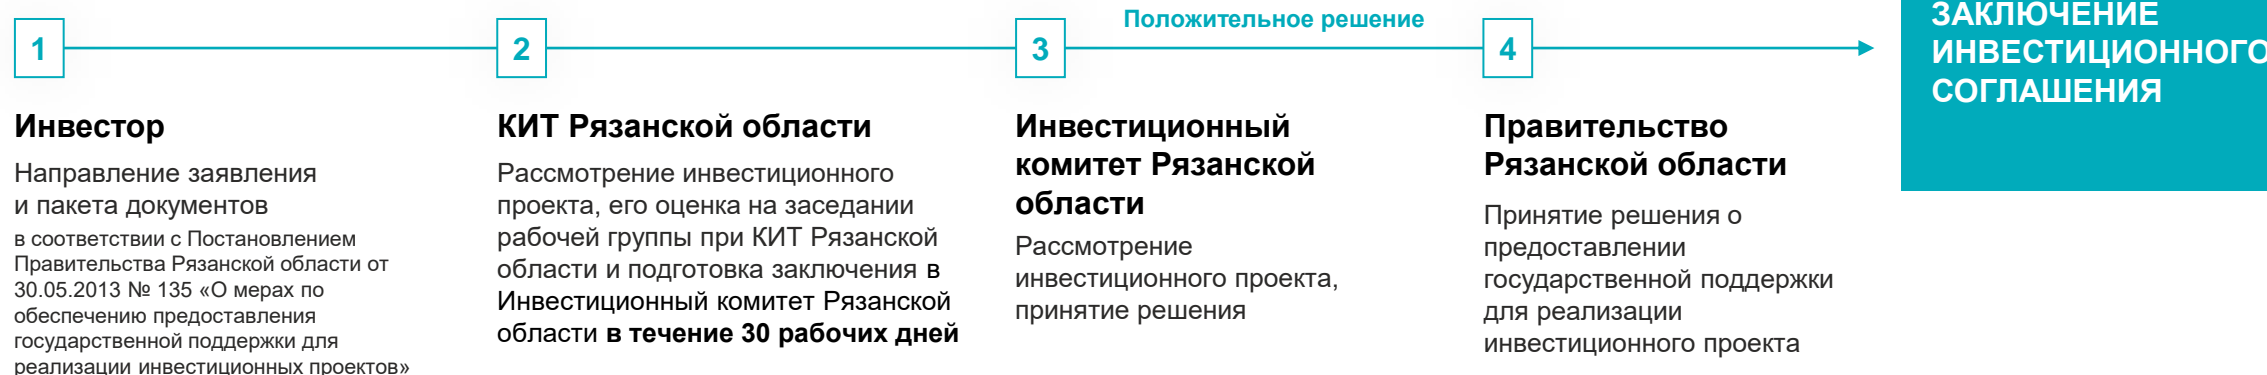 1
2
3
Положительное решение
4
ЗАКЛЮЧЕНИЕ
ИНВЕСТИЦИОННОГО
СОГЛАШЕНИЯ
Инвестор
Направление заявления
и пакета документов
в соответствии с Постановлением
Правительства Рязанской области от
30.05.2013 № 135 «О мерах по
обеспечению предоставления
государственной поддержки для
реализации инвестиционных проектов»
КИТ Рязанской области
Рассмотрение инвестиционного
проекта, его оценка на заседании
рабочей группы при КИТ Рязанской
области и подготовка заключения в
Инвестиционный комитет Рязанской
области в течение 30 рабочих дней
Инвестиционный
комитет Рязанской
области
Рассмотрение
инвестиционного проекта,
принятие решения
Правительство
Рязанской области
Принятие решения о
предоставлении
государственной поддержки
для реализации
инвестиционного проекта